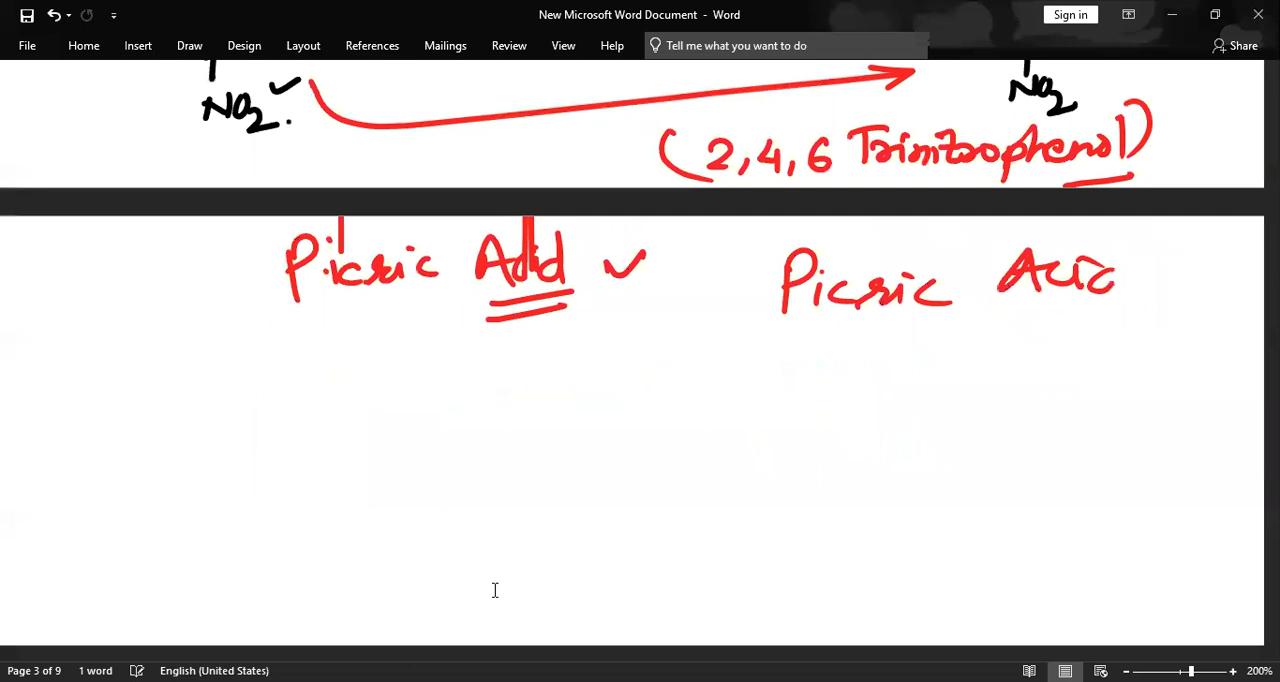 New Microsoft Word Document - Word
Sign in
File Home Insert Draw Design Layout References Mailings Review View Help Tell me what you want to do Share
NO2. NO2
(2,4,6 Trinitrophenol)
Picric Acid Picric Acic
Page 3 of 9 1 word English (United States) 200%